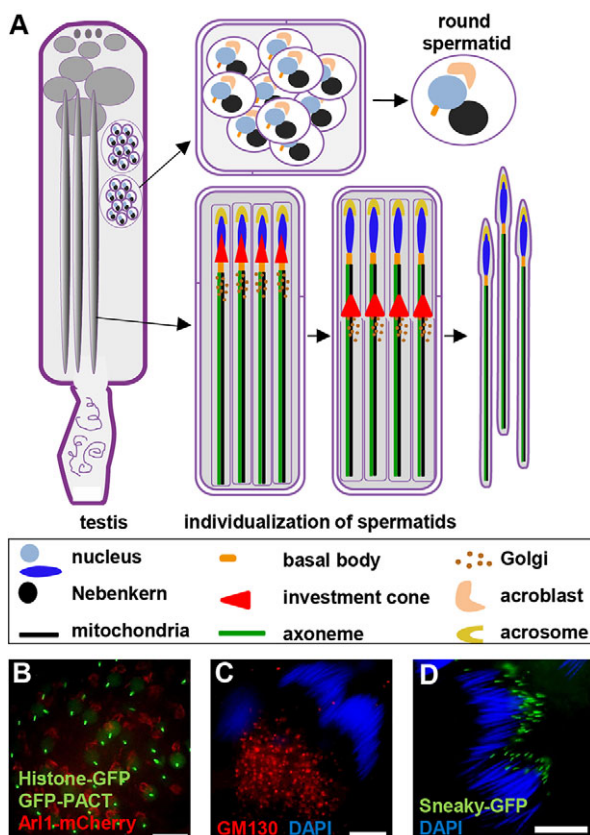 A
round
spermatid
testis
individualization of spermatids
nucleus
basal body
Golgi
Nebenkern
investment cone
acroblast
mitochondria
axoneme
acrosome
B
Histone-GFP
GFP-PACT
Arl1-mCherry
C
GM130 DAPI
D
Sneaky-GFP
DAPI